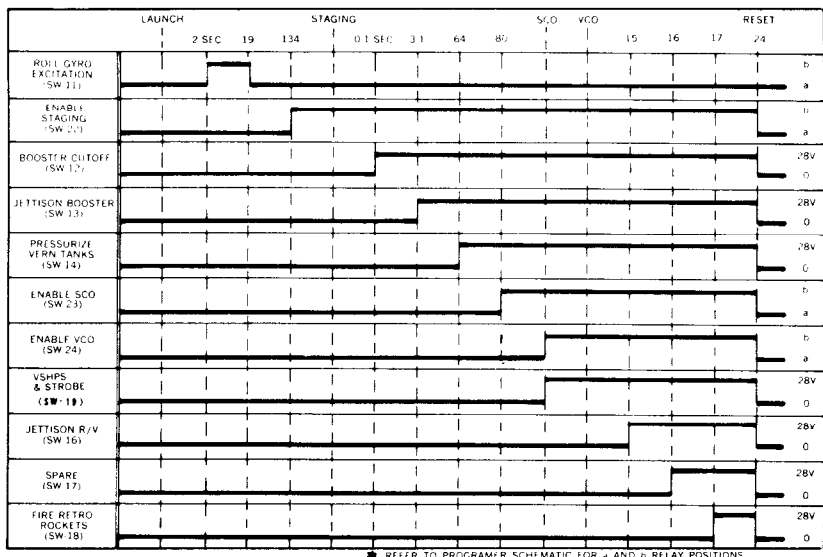 LAUNCH STAGING SCO VCO RESET
2 SEC 19 134 0.1 SEC 3.1 64 80 15 16 17 24
ROLL GYRO
EXCITATION
(SW 11)
b
a
ENABLE
STAGING
(SW 22)
b
a
BOOSTER CUTOFF
(SW 12)
28V
0
JETTISON BOOSTER
(SW 13)
28V
0
PRESSURIZE
VERN TANKS
(SW 14)
28V
0
ENABLE SCO
(SW 23)
b
a
ENABLE VCO
(SW 24)
b
a
VSHPS
& STROBE
28V
0
JETTISON R/V
(SW 16)
28V
0
SPARE
(SW 17)
28V
0
FIRE RETRO
ROCKETS
(SW-18)
28V
0
REFER TO PROGRAMER SCHEMATIC FOR a AND b RELAY POSITIONS